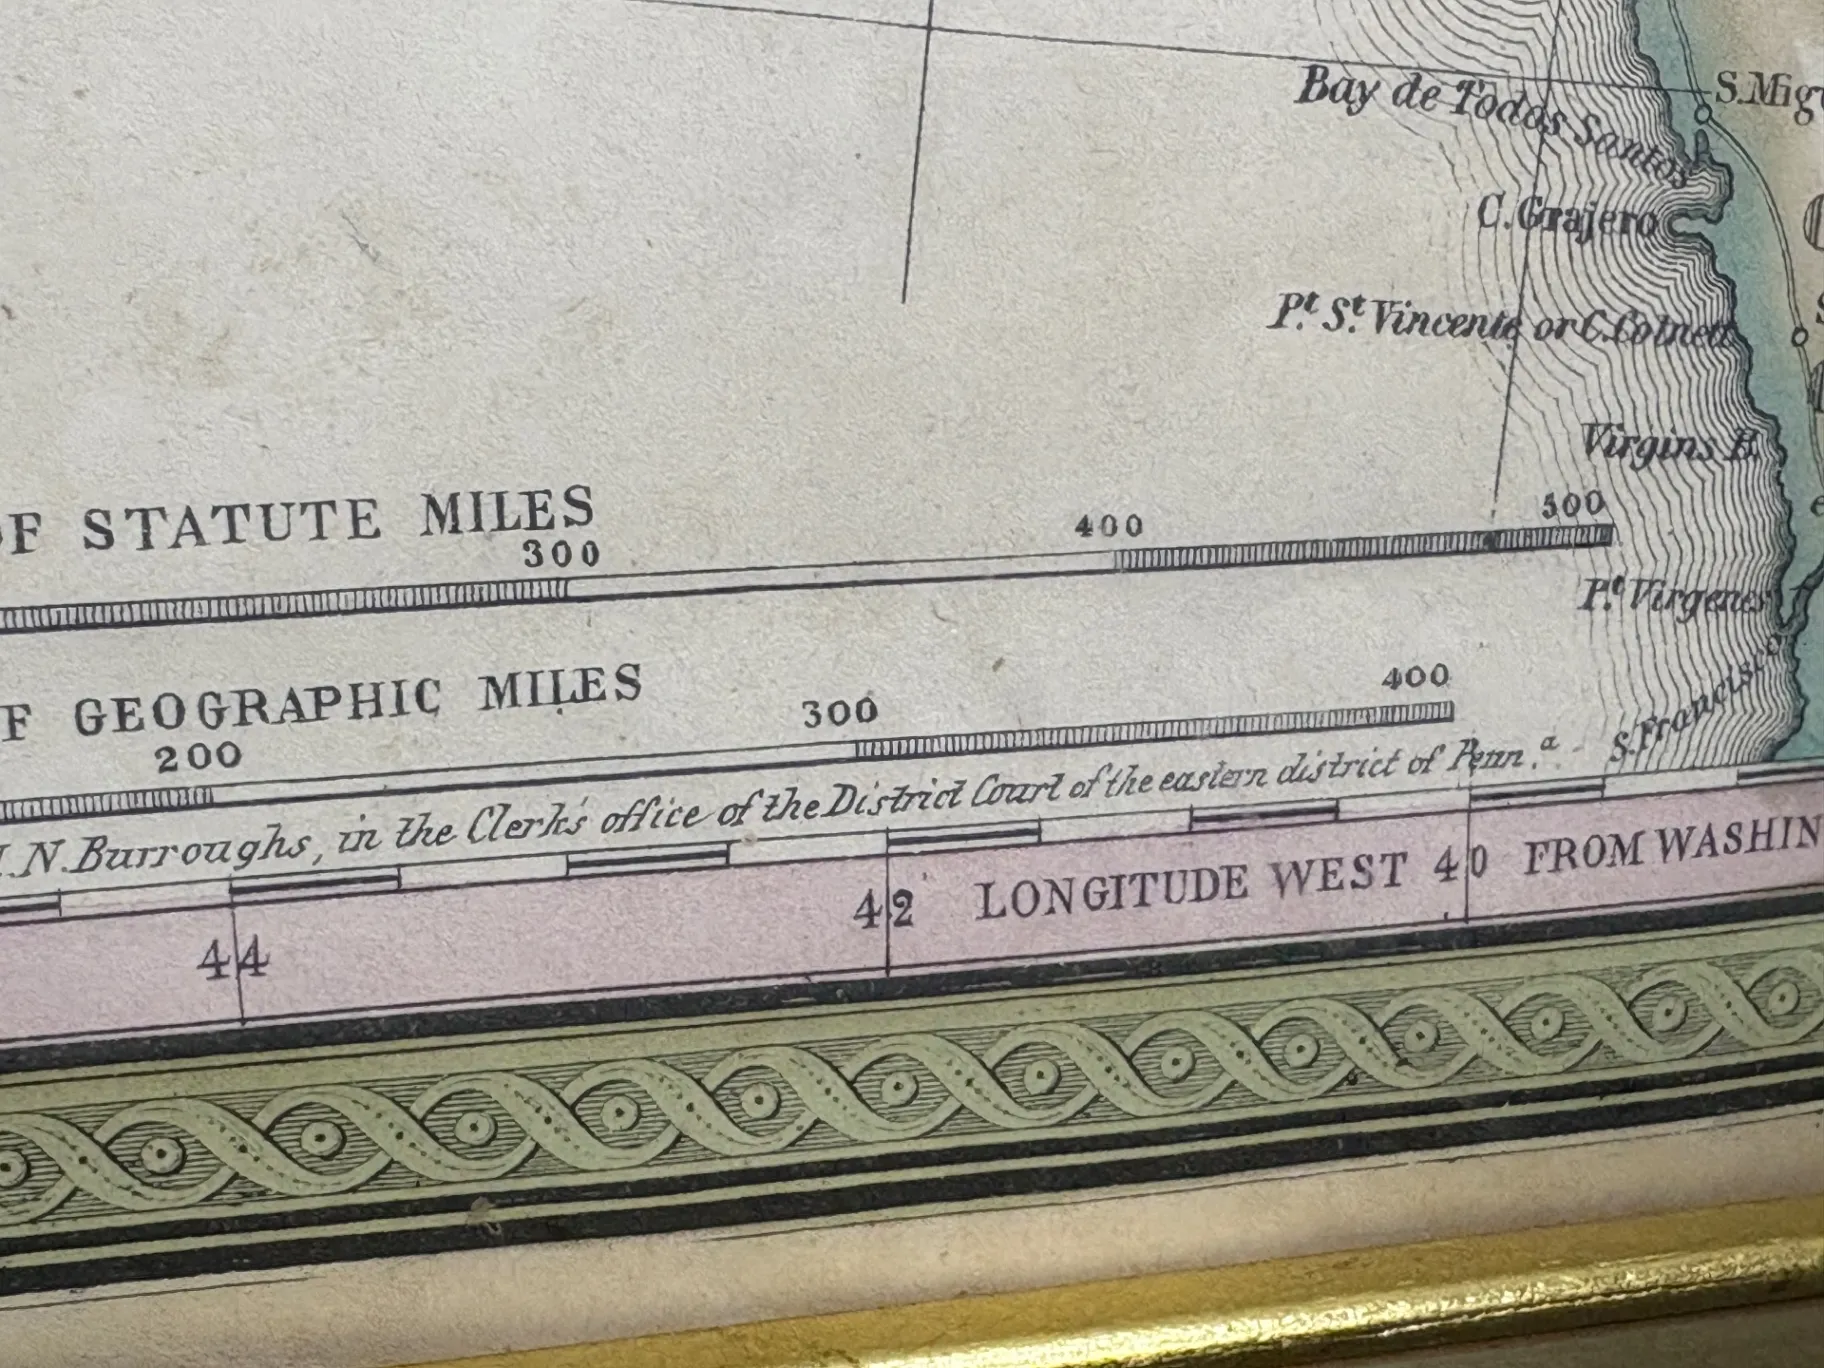 Bay de Todos Santos
C. Grajero
Pt. St. Vincente or C. Colnett
Virgins B.
OF STATUTE MILES
300 400 500
Pt. Virgenes
S. Francisco
GEOGRAPHIC MILES
200 300 400
N. Burroughs, in the Clerk's office of the District Court of the eastern district of Penn.a
44 42 LONGITUDE WEST 40 FROM